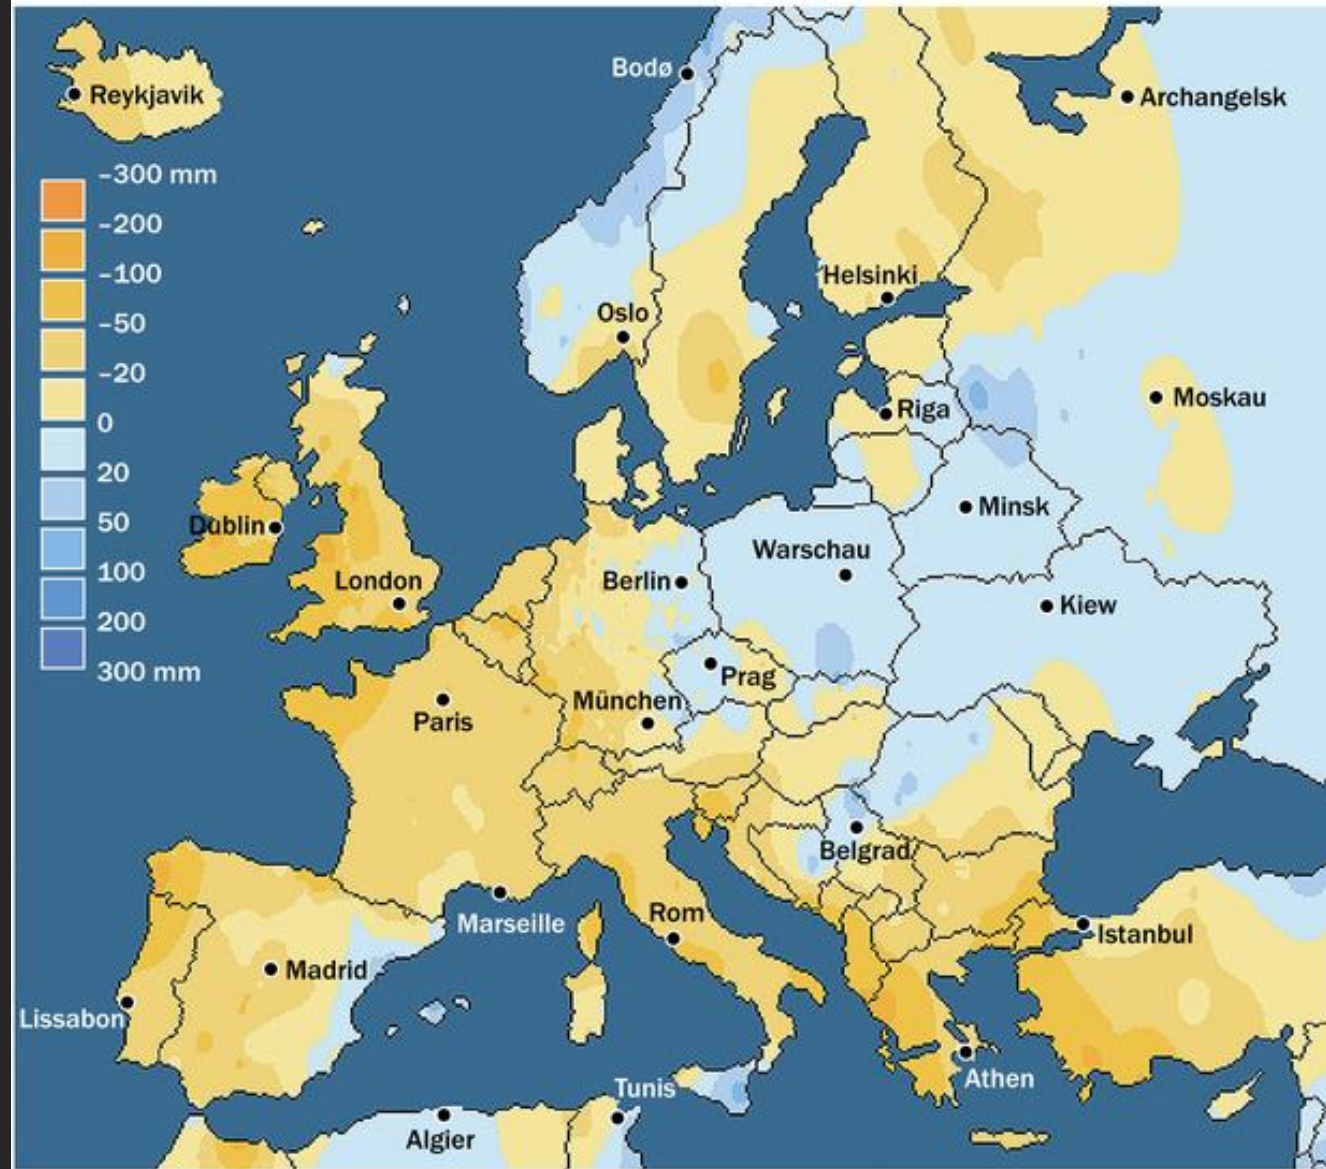 Bodø
Reykjavik
Archangelsk
–300 mm
–200
–100
–50
–20
0
20
50
100
200
300 mm
Helsinki
Oslo
Moskau
Riga
Minsk
Dublin
Warschau
London
Berlin
Kiew
Prag
München
Paris
Belgrad
Marseille
Rom
Istanbul
Madrid
Lissabon
Athen
Tunis
Algier